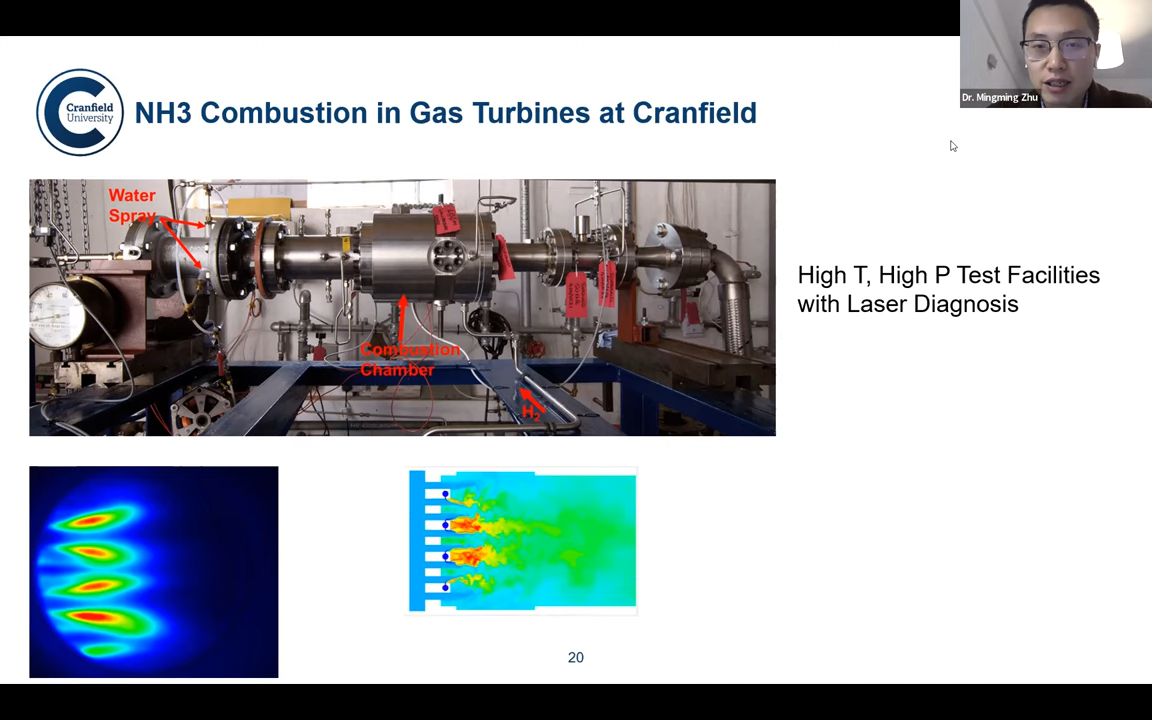 Dr. Mingming Zhu
Cranfield
University
NH3 Combustion in Gas Turbines at Cranfield
Water
Spray
Combustion
Chamber
H2
High T, High P Test Facilities
with Laser Diagnosis
20